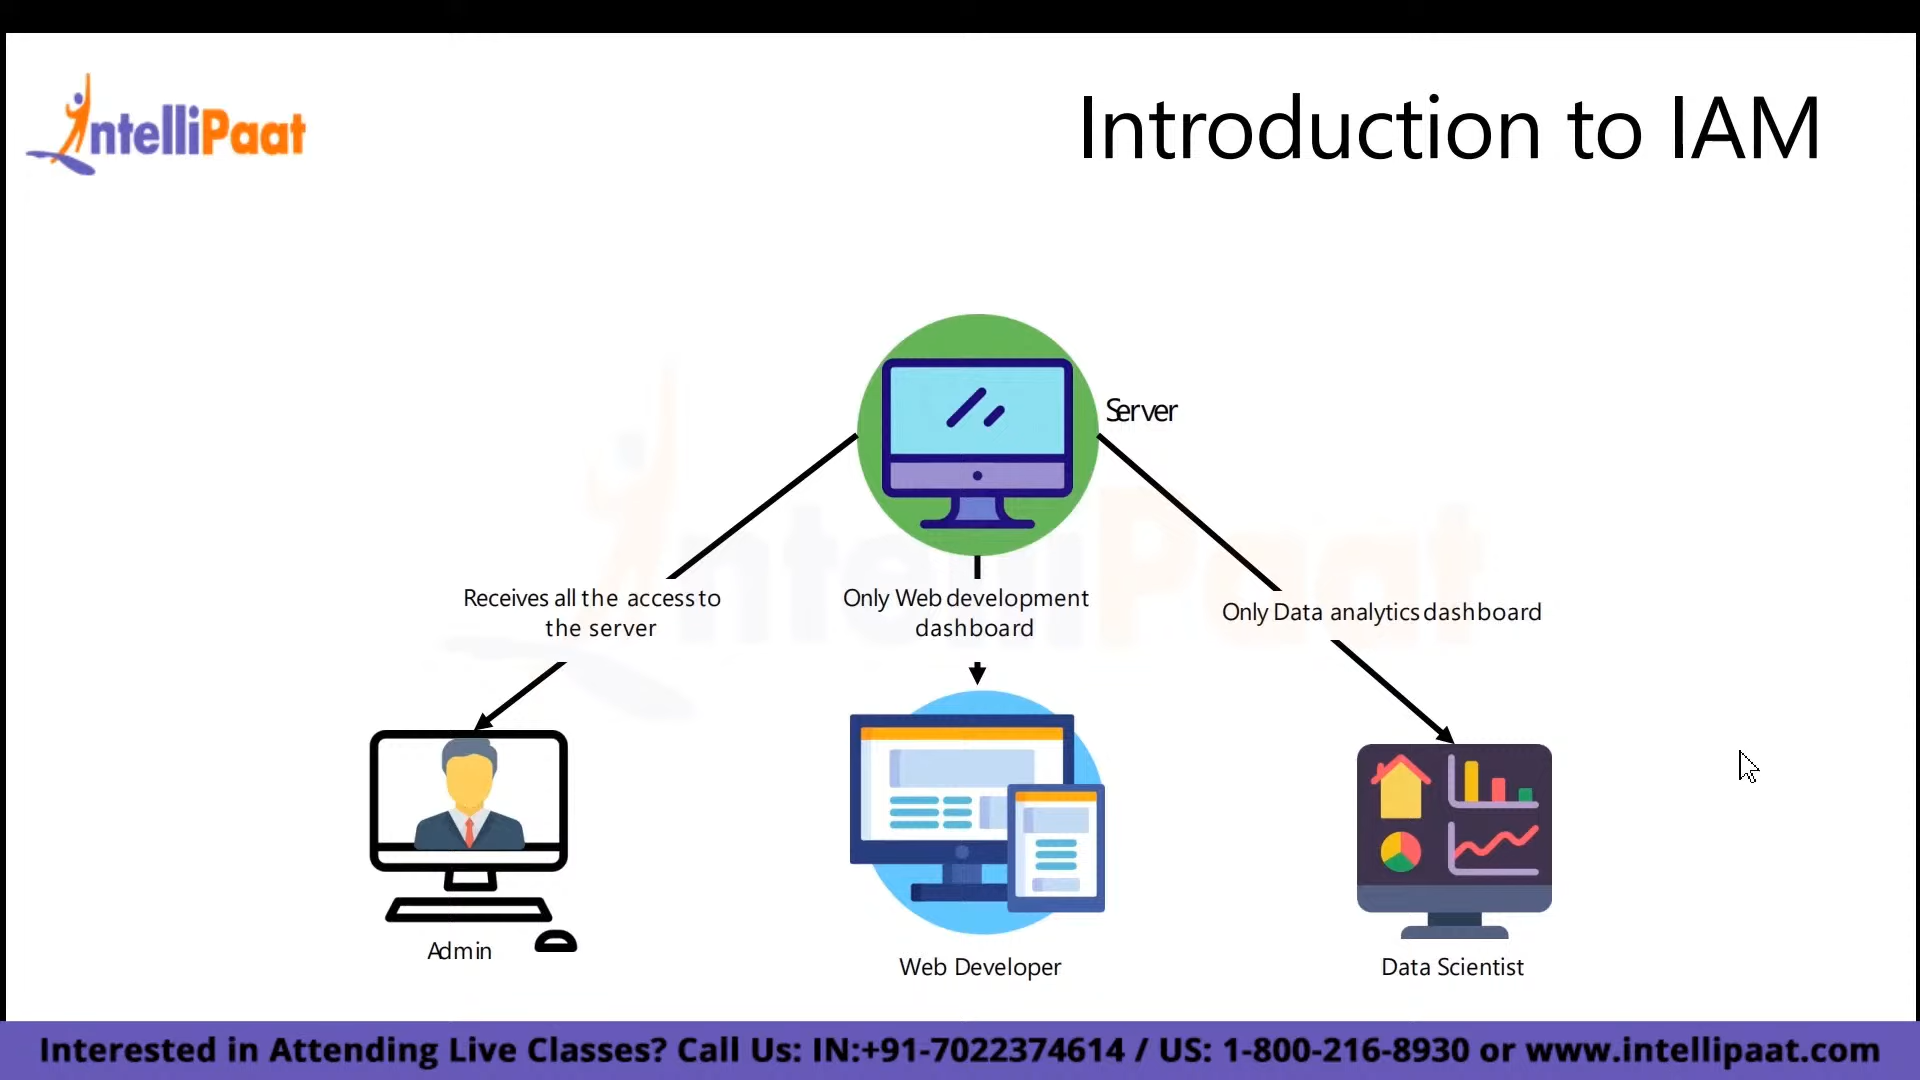 IntelliPaat
Introduction to IAM
Server
Receives all the access to
the server
Only Web development
dashboard
Only Data analytics dashboard
Admin
Web Developer
Data Scientist
IntelliPaat
Interested in Attending Live Classes? Call Us: IN:+91-7022374614 / US: 1-800-216-8930 or www.intellipaat.com